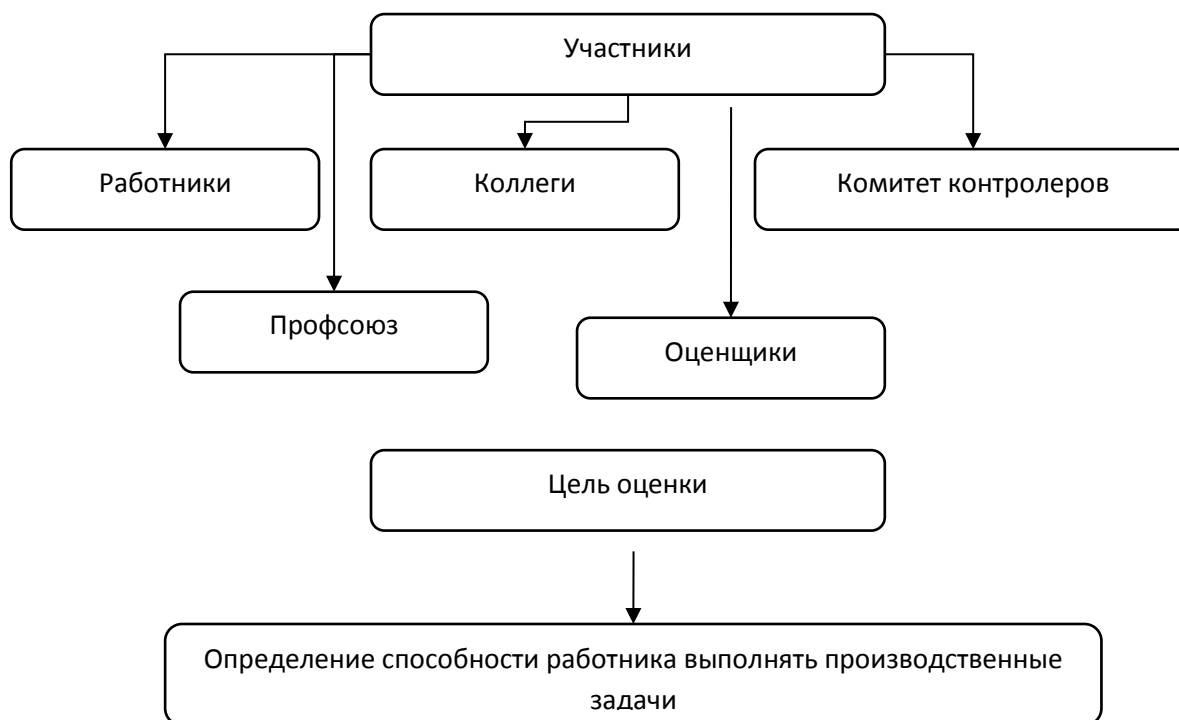 Участники
Работники
Коллеги
Комитет контролеров
Профсоюз
Оценщики
Цель оценки
Определение способности работника выполнять производственные
задачи